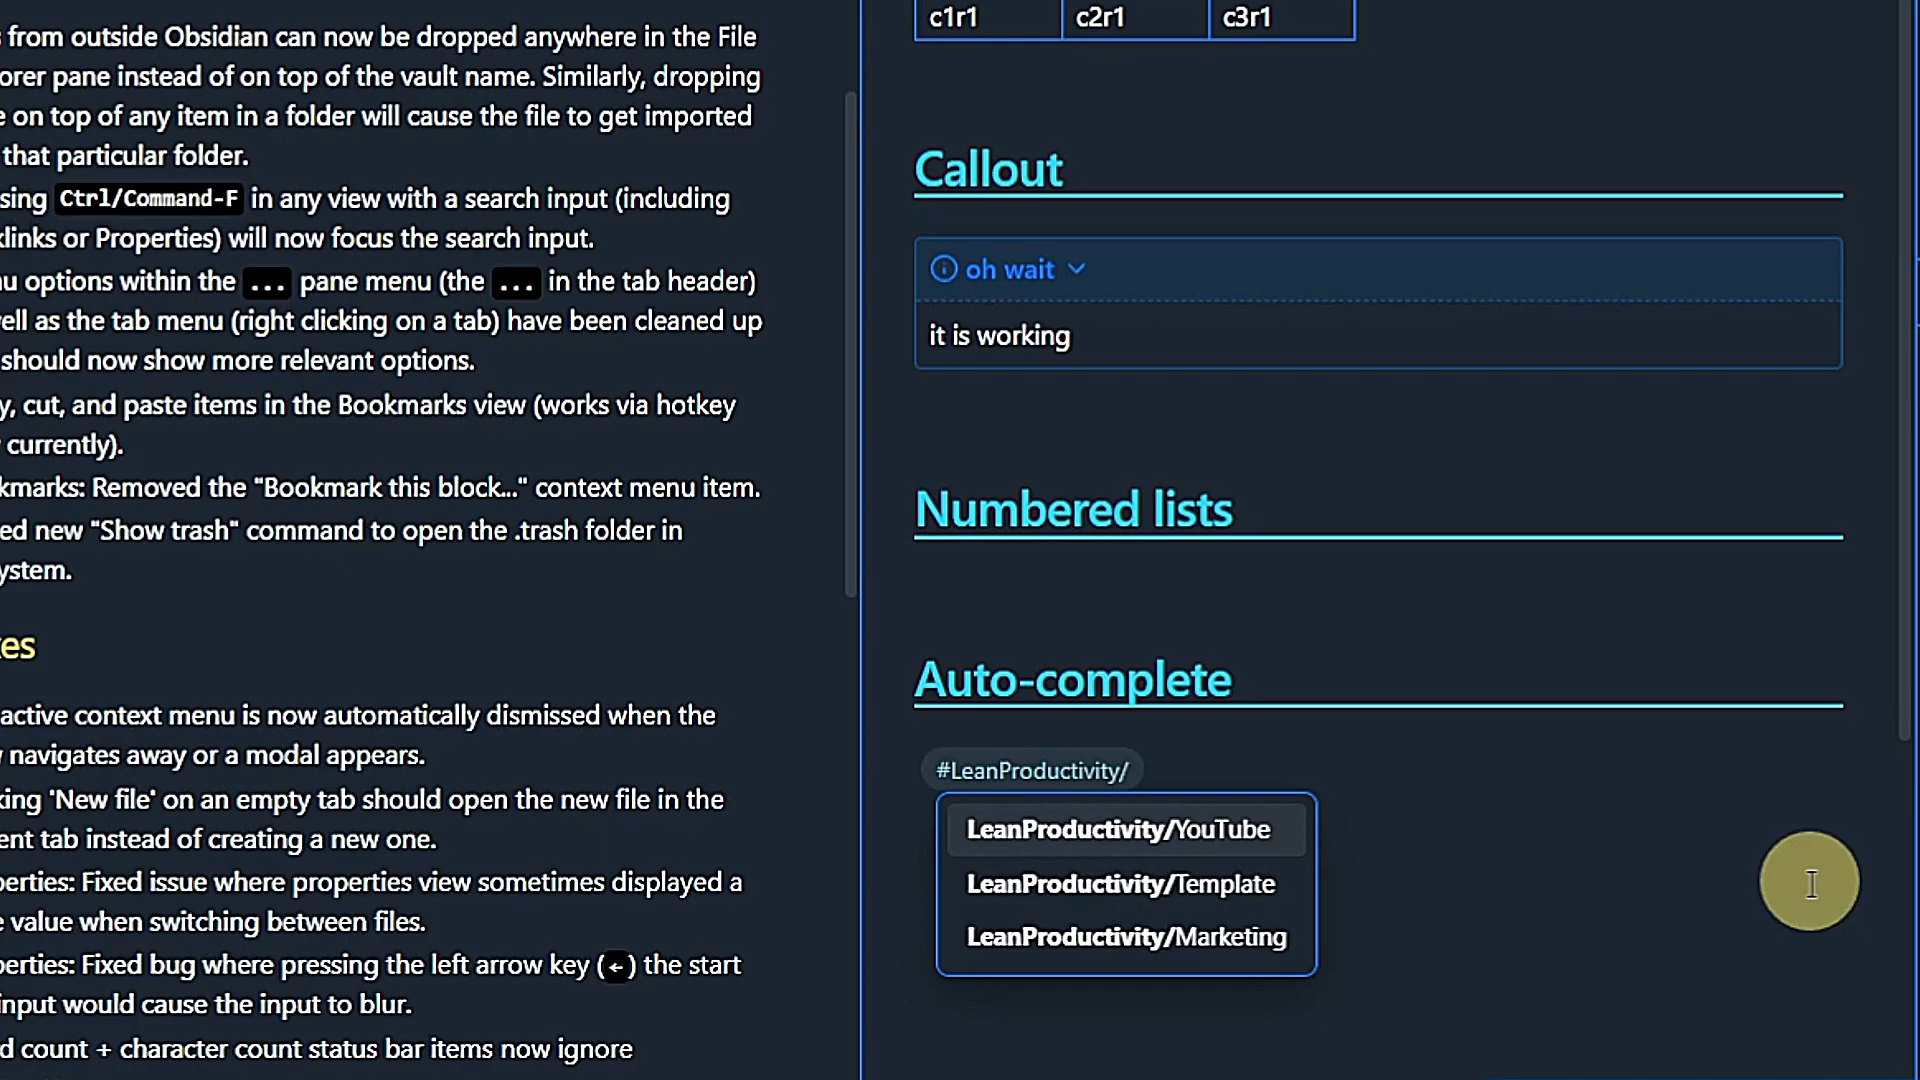 from outside Obsidian can now be dropped anywhere in the File
orer pane instead of on top of the vault name. Similarly, dropping
on top of any item in a folder will cause the file to get imported
that particular folder.
sing Ctrl/Command-F in any view with a search input (including
klinks or Properties) will now focus the search input.
u options within the ... pane menu (the ... in the tab header)
ell as the tab menu (right clicking on a tab) have been cleaned up
should now show more relevant options.
y, cut, and paste items in the Bookmarks view (works via hotkey
currently).
kmarks: Removed the "Bookmark this block..." context menu item.
ed new "Show trash" command to open the .trash folder in
ystem.
es
active context menu is now automatically dismissed when the
navigates away or a modal appears.
king 'New file' on an empty tab should open the new file in the
ent tab instead of creating a new one.
perties: Fixed issue where properties view sometimes displayed a
e value when switching between files.
perties: Fixed bug where pressing the left arrow key (←) the start
input would cause the input to blur.
d count + character count status bar items now ignore
c1r1 c2r1 c3r1
Callout
oh wait
it is working
Numbered lists
Auto-complete
#LeanProductivity/
LeanProductivity/YouTube
LeanProductivity/Template
LeanProductivity/Marketing